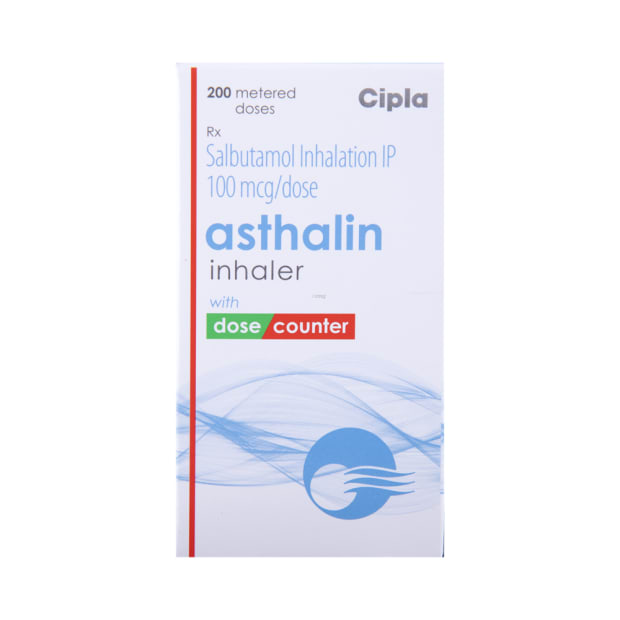 200 metered
doses
Cipla
Rx
Salbutamol Inhalation IP
100 mcg/dose
asthalin
inhaler
with
dose counter